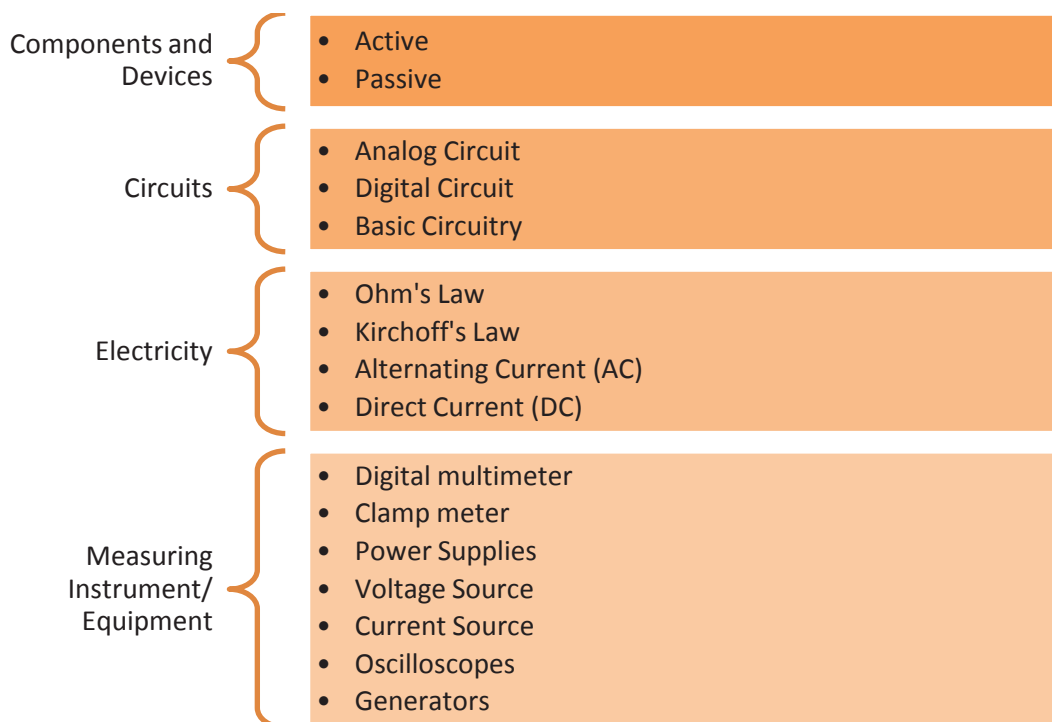 Components and
Devices
• Active
• Passive
Circuits
• Analog Circuit
• Digital Circuit
• Basic Circuitry
Electricity
• Ohm's Law
• Kirchoff's Law
• Alternating Current (AC)
• Direct Current (DC)
Measuring
Instrument/
Equipment
• Digital multimeter
• Clamp meter
• Power Supplies
• Voltage Source
• Current Source
• Oscilloscopes
• Generators